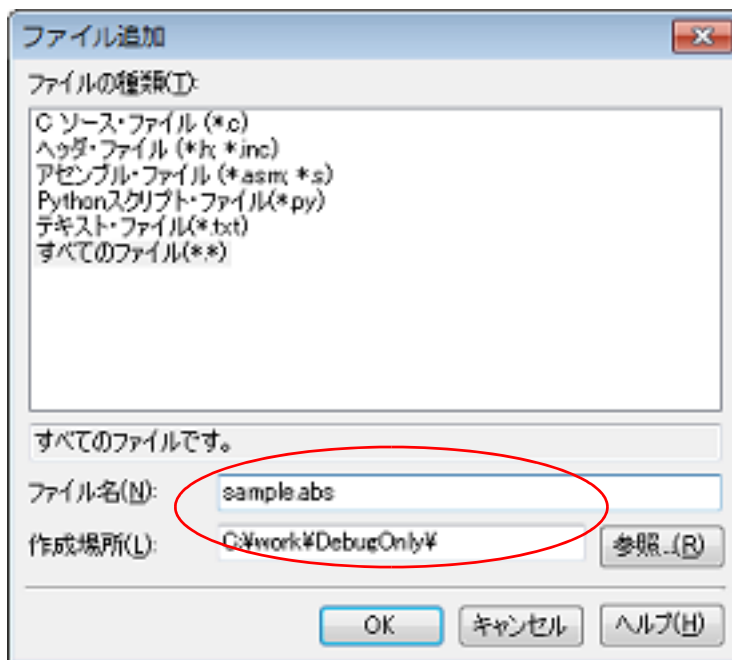 ファイル追加
ファイルの種類(T):
C ソース・ファイル (*.c)
ヘッダ・ファイル (*.h; *.inc)
アセンブル・ファイル (*.asm; *.s)
Pythonスクリプト・ファイル(*.py)
テキスト・ファイル(*.txt)
すべてのファイル(*.*)
すべてのファイルです。
ファイル名(N):
sample.abs
作成場所(L):
C:¥work¥DebugOnly¥
参照...(R)
OK
キャンセル
ヘルプ(H)